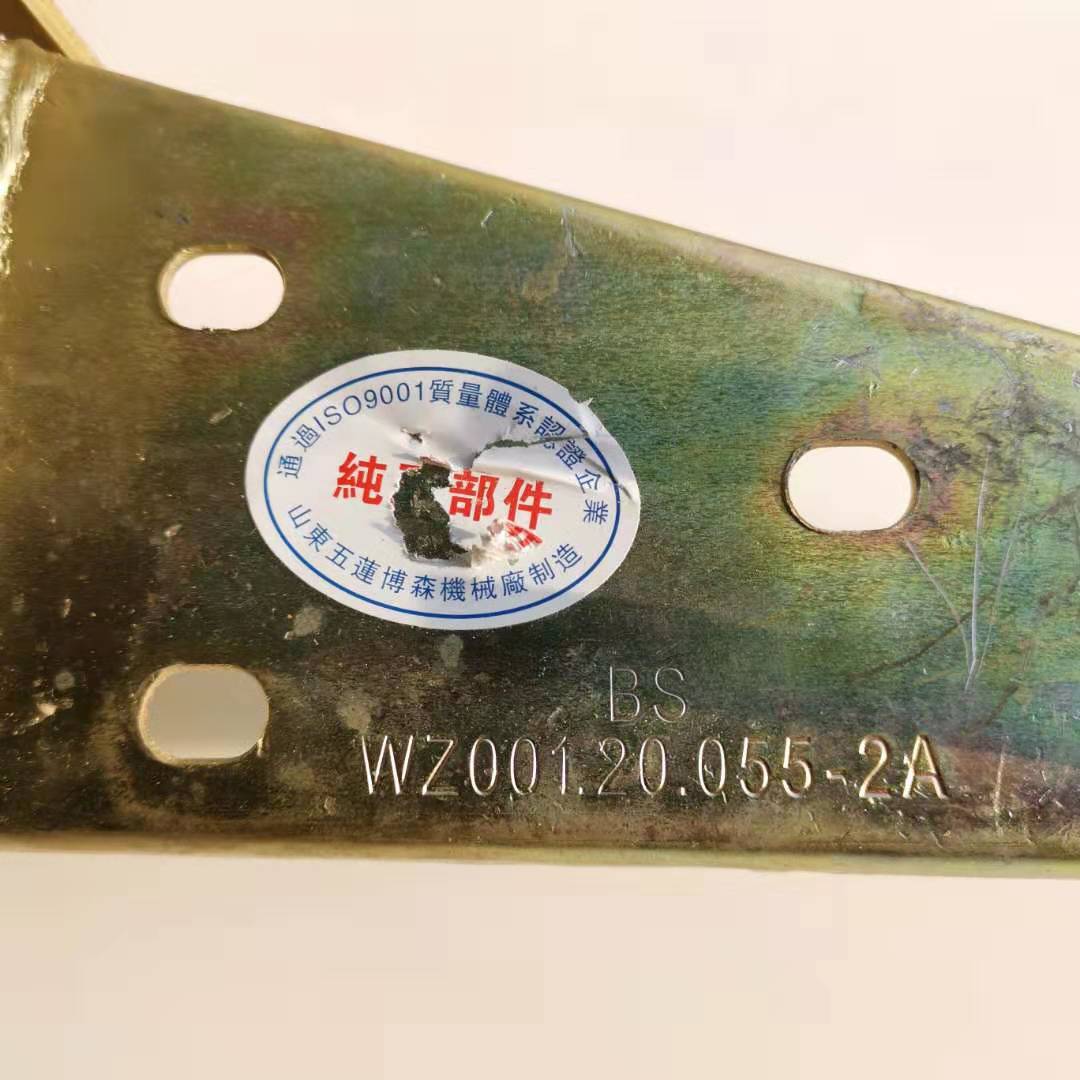 通過ISO9001質量體系認證企業
純 部件
山東五蓮博森機械廠制造
BS
WZ001.20.055-2A